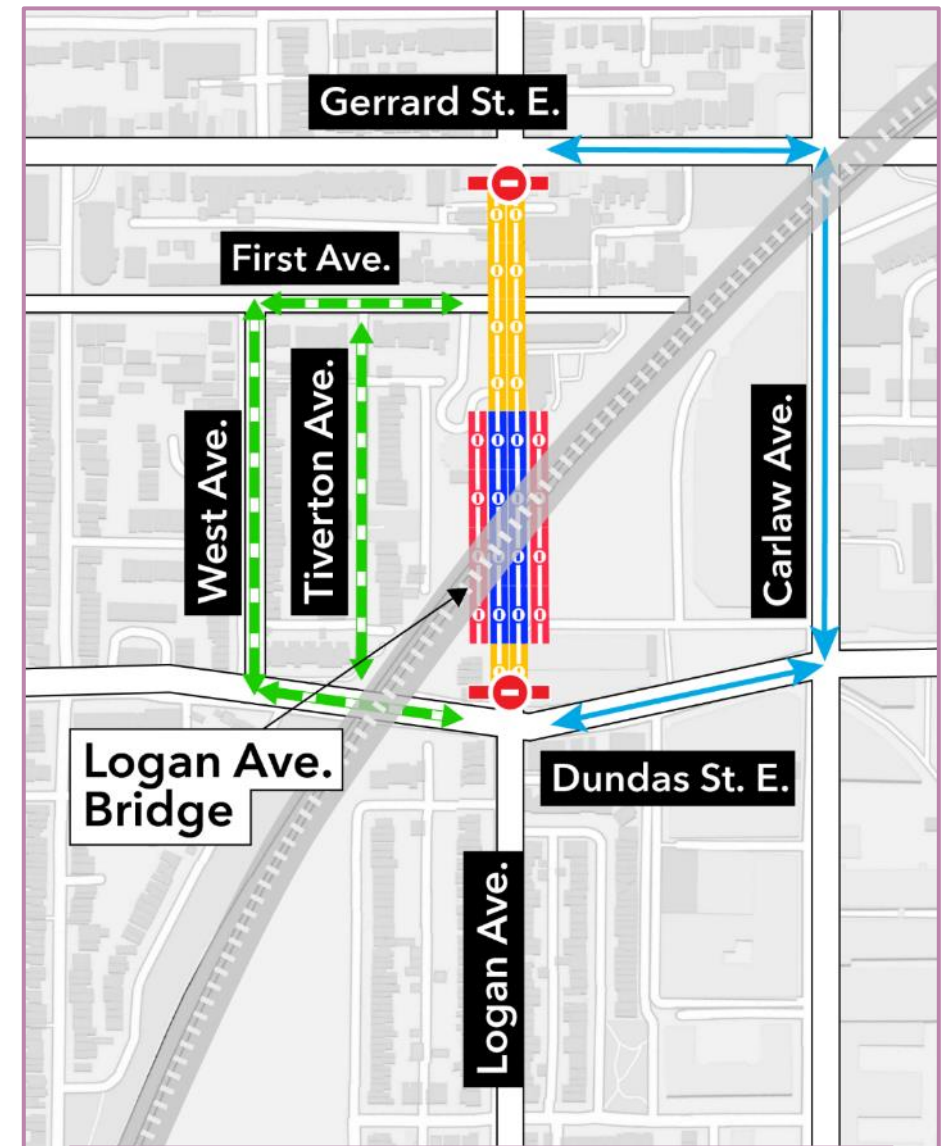 Gerrard St. E.
First Ave.
West Ave.
Tiverton Ave.
Carlaw Ave.
Logan Ave.
Bridge
Dundas St. E.
Logan Ave.